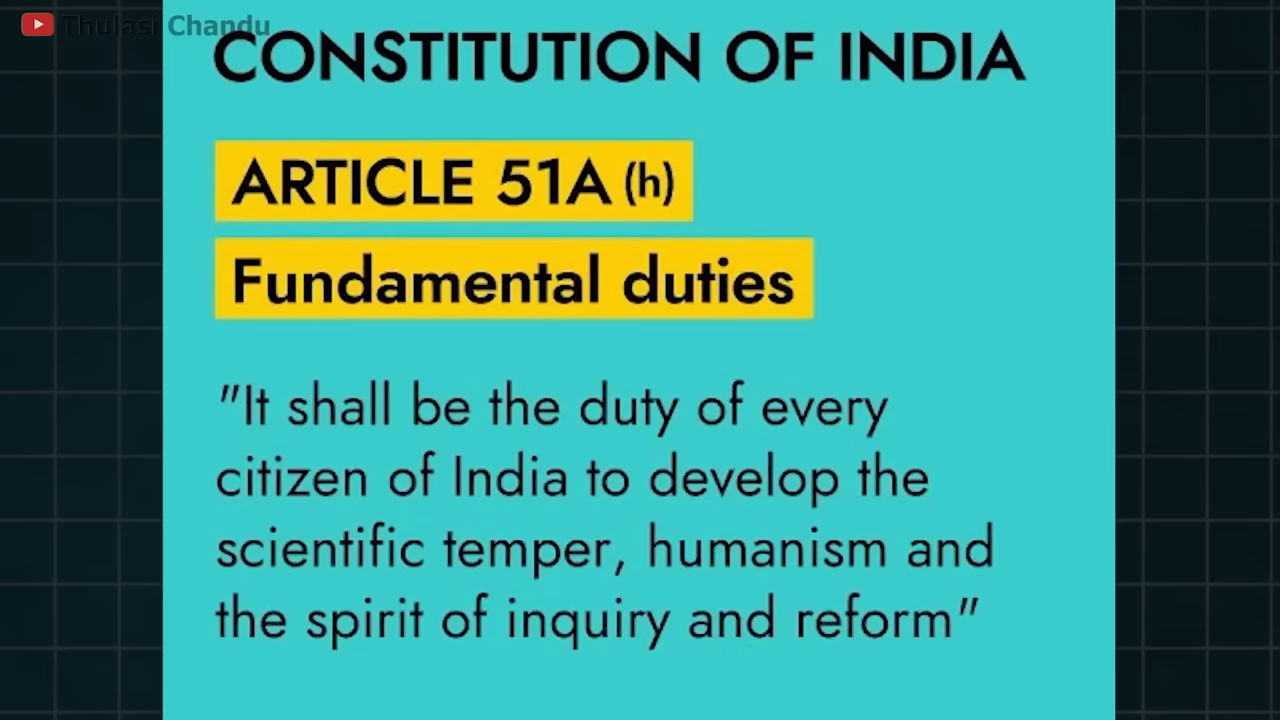 Thulasi Chandu
CONSTITUTION OF INDIA
ARTICLE 51A (h)
Fundamental duties
"It shall be the duty of every
citizen of India to develop the
scientific temper, humanism and
the spirit of inquiry and reform"